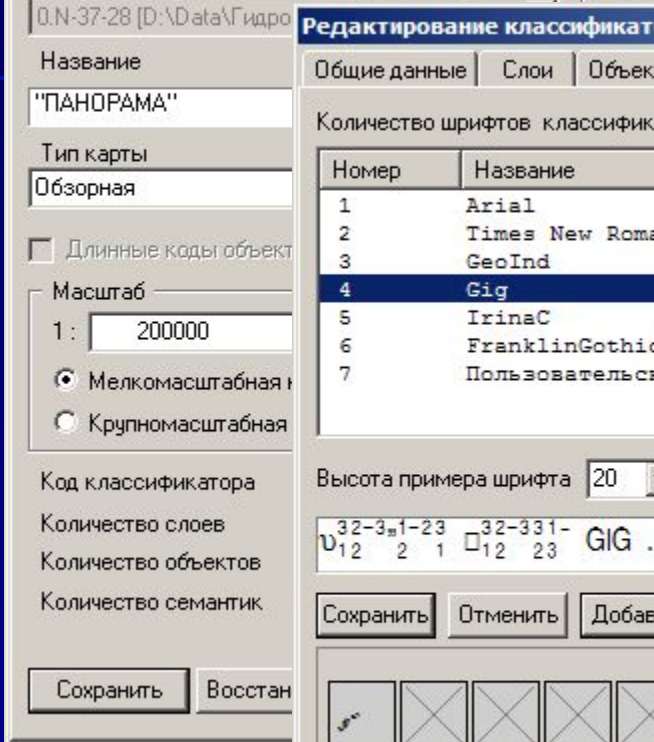 0.N-37-28 [D:\Data\Гидро
Название
"ПАНОРАМА"
Тип карты
Обзорная
Длинные коды объект
Масштаб
1 : 200000
Мелкомасштабная
Крупномасштабная
Код классификатора
Количество слоев
Количество объектов
Количество семантик
Сохранить Восстан
Редактирование классификат
Общие данные Слои Объек
Количество шрифтов классифик
Номер Название
1 Arial
2 Times New Roma
3 GeoInd
4 Gig
5 IrinaC
6 FranklinGothic
7 Пользовательс
Высота примера шрифта 20
GIG .
Сохранить Отменить Добав